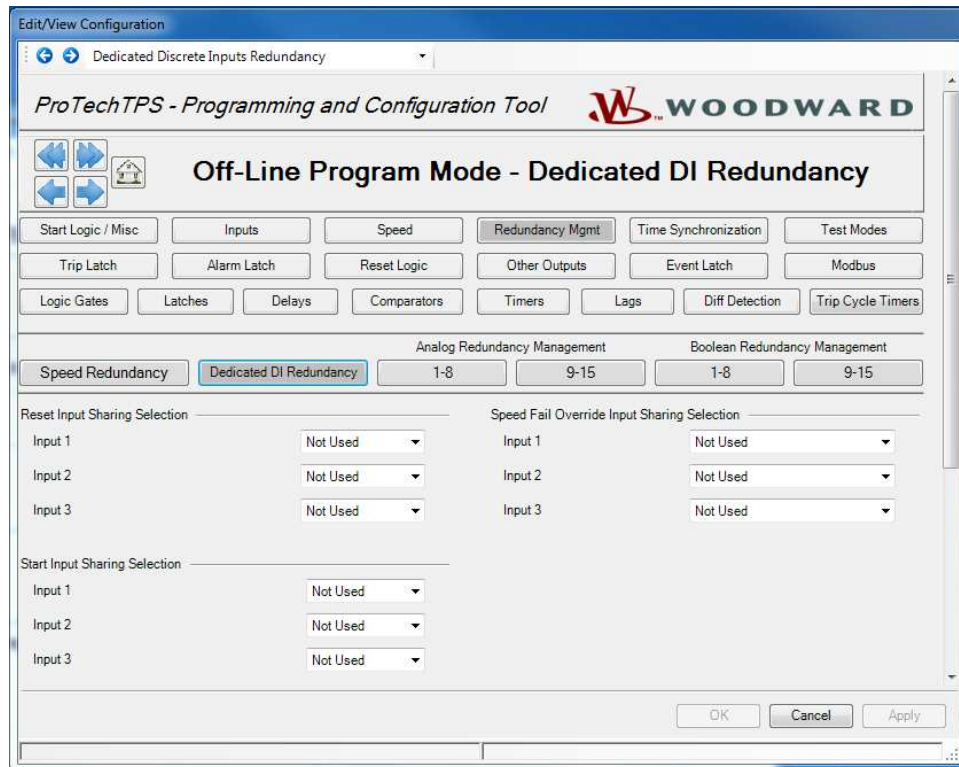 Edit/View Configuration
Dedicated Discrete Inputs Redundancy
ProTechTPS - Programming and Configuration Tool WOODWARD
TM
Off-Line Program Mode - Dedicated DI Redundancy
Start Logic / Misc Inputs Speed Redundancy Mgmt Time Synchronization Test Modes
Trip Latch Alarm Latch Reset Logic Other Outputs Event Latch Modbus
Logic Gates Latches Delays Comparators Timers Lags Diff Detection Trip Cycle Timers
Analog Redundancy Management Boolean Redundancy Management
Speed Redundancy Dedicated DI Redundancy 1-8 9-15 1-8 9-15
Reset Input Sharing Selection Speed Fail Override Input Sharing Selection
Input 1 Not Used Input 1 Not Used
Input 2 Not Used Input 2 Not Used
Input 3 Not Used Input 3 Not Used
Start Input Sharing Selection
Input 1 Not Used
Input 2 Not Used
Input 3 Not Used
OK Cancel Apply